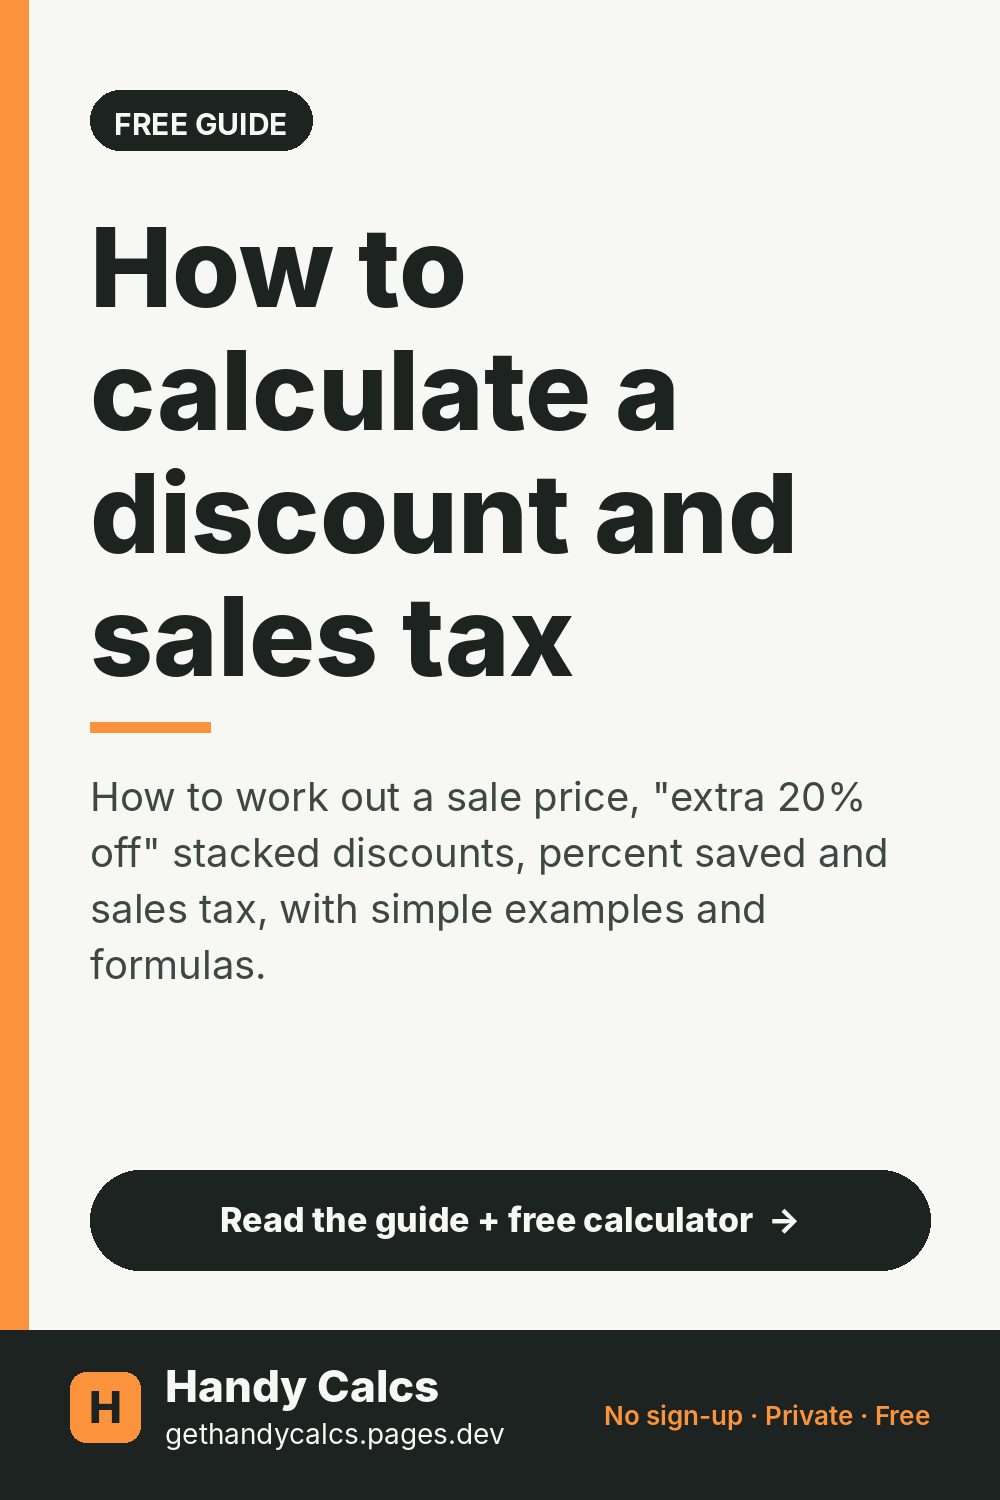 FREE GUIDE
How to
calculate a
discount and
sales tax
How to work out a sale price, "extra 20%
off" stacked discounts, percent saved and
sales tax, with simple examples and
formulas.
Read the guide + free calculator →
H
Handy Calcs
gethandycalcs.pages.dev
No sign-up · Private · Free